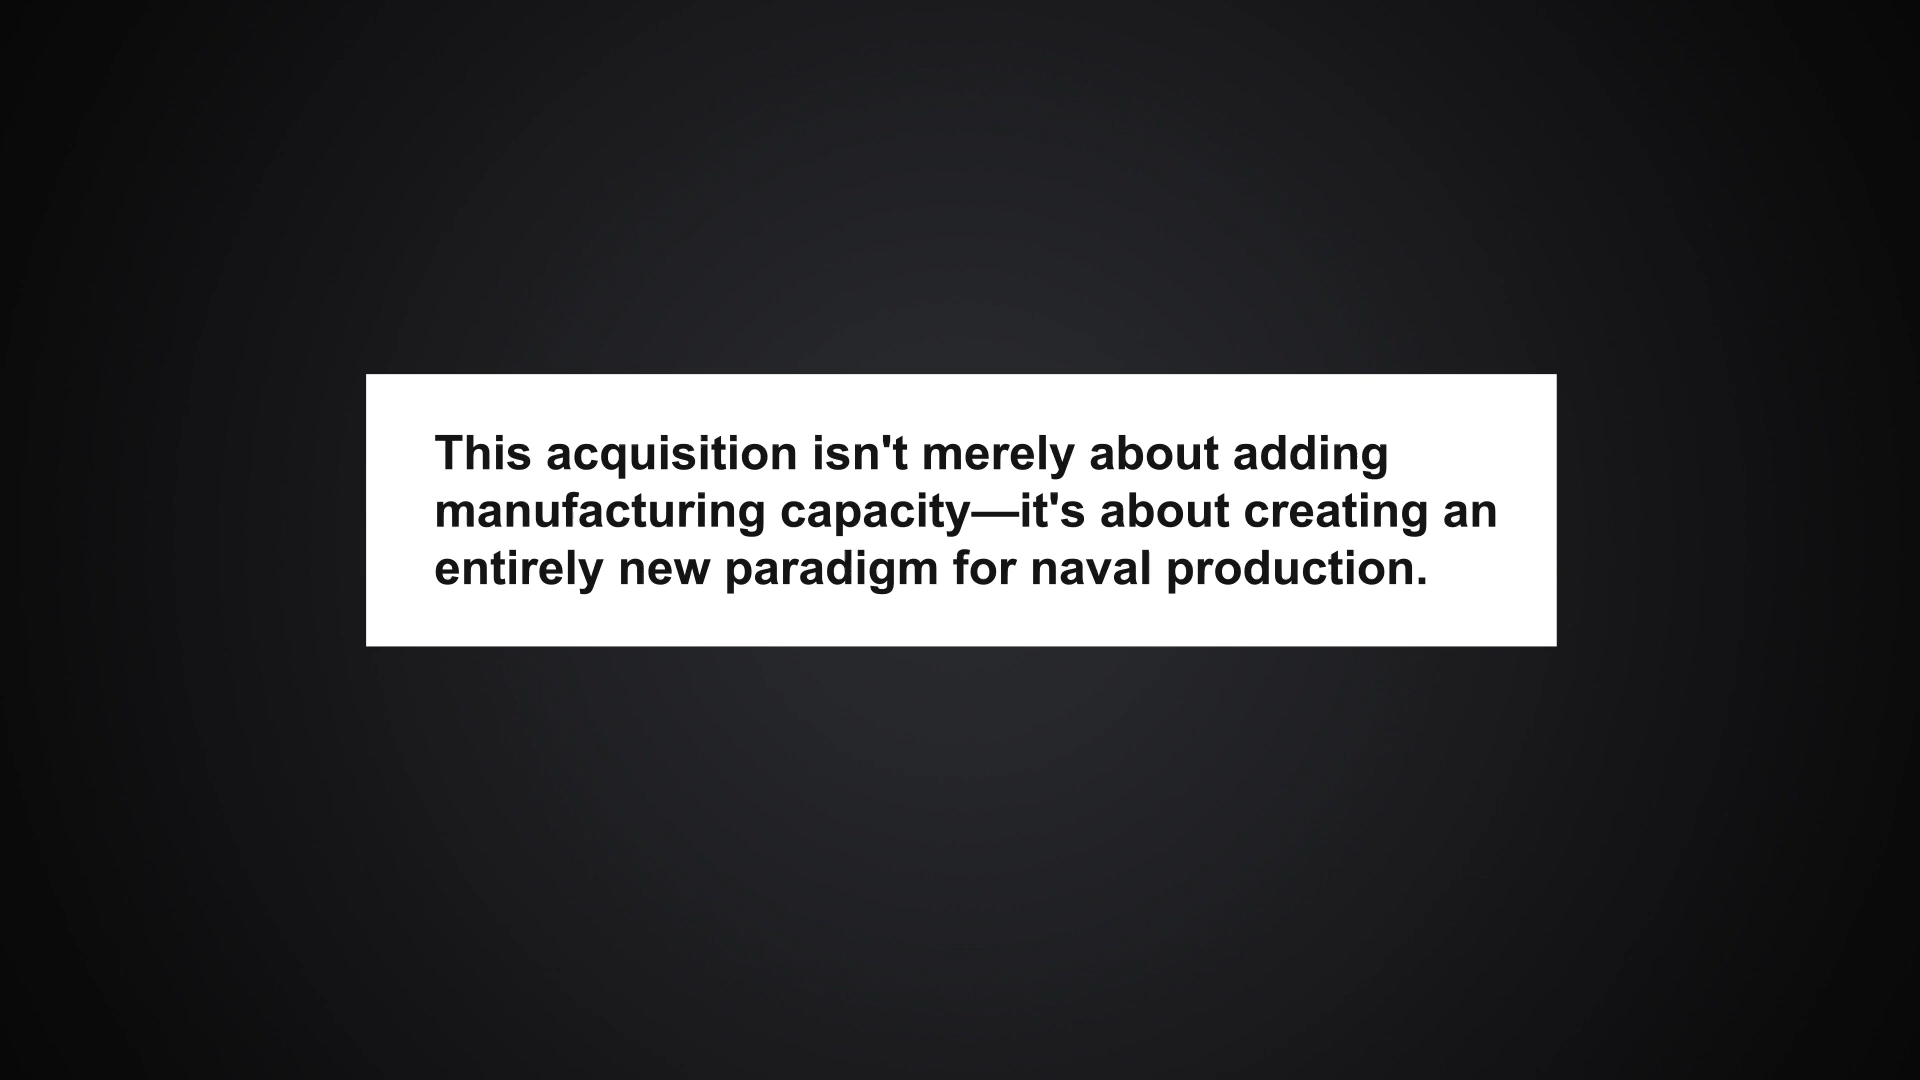 This acquisition isn't merely about adding
manufacturing capacity—it's about creating an
entirely new paradigm for naval production.